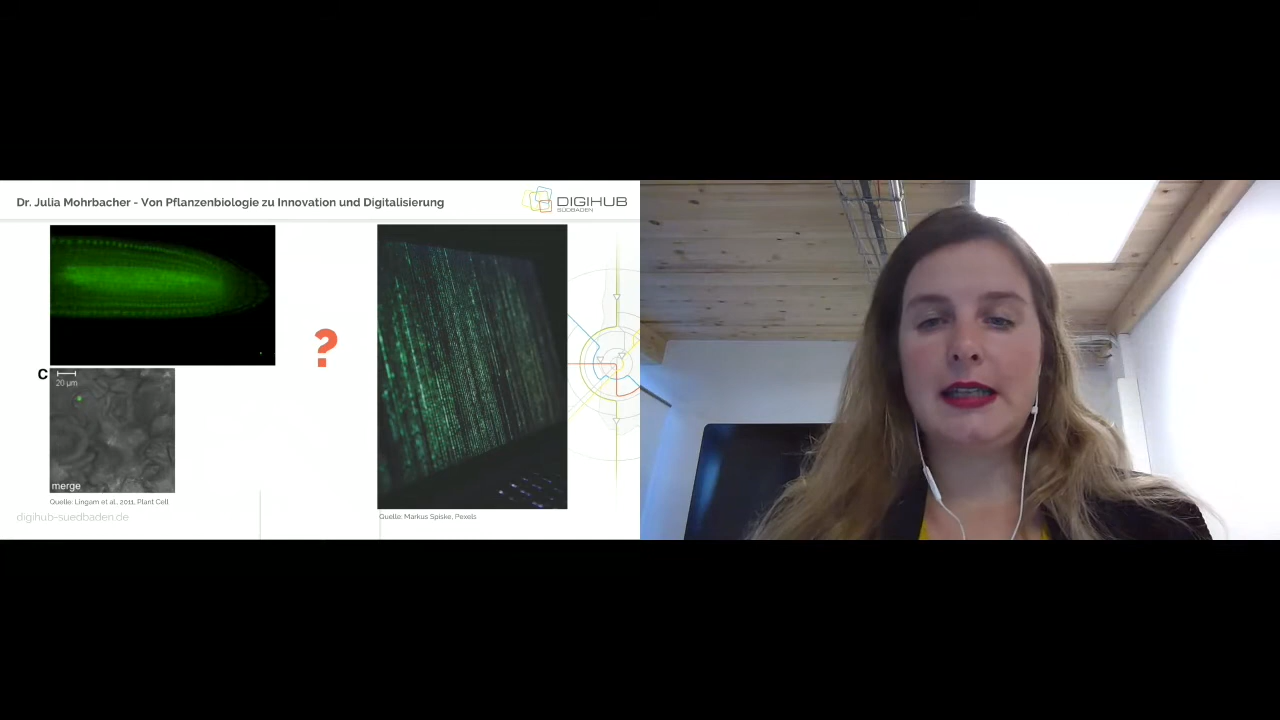 Dr. Julia Mohrbacher - Von Pflanzenbiologie zu Innovation und Digitalisierung
DIGIHUB
SÜDBADEN
?
C
20 µm
merge
Quelle: Lingam et al., 2011, Plant Cell
digihub-suedbaden.de
Quelle: Markus Spiske, Pexels